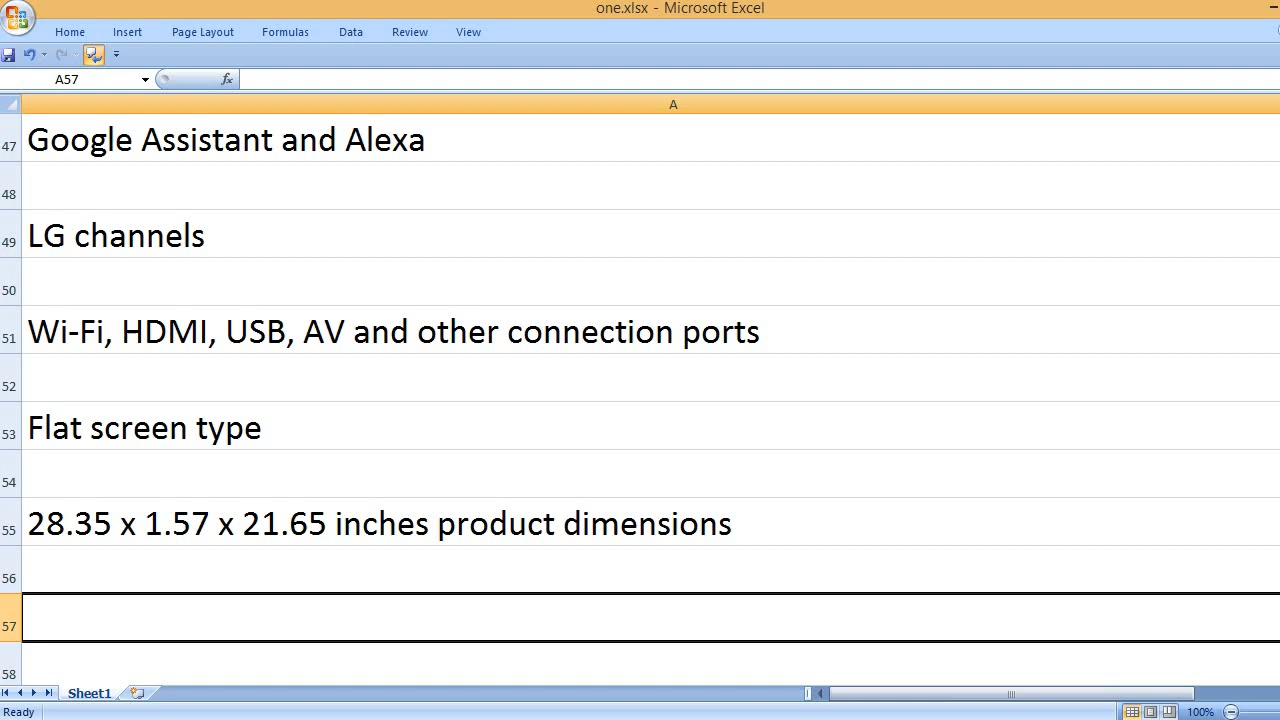 one.xlsx - Microsoft Excel
Home Insert Page Layout Formulas Data Review View
A57 fx
A
47 Google Assistant and Alexa
48
49 LG channels
50
51 Wi-Fi, HDMI, USB, AV and other connection ports
52
53 Flat screen type
54
55 28.35 x 1.57 x 21.65 inches product dimensions
56
57
58
Sheet1
Ready 100%